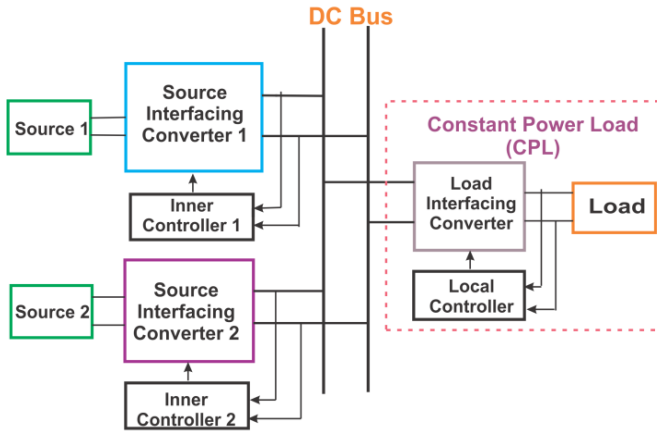 DC Bus
Source 1
Source
Interfacing
Converter 1
Inner
Controller 1
Source 2
Source
Interfacing
Converter 2
Inner
Controller 2
Constant Power Load
(CPL)
Load
Interfacing
Converter
Load
Local
Controller